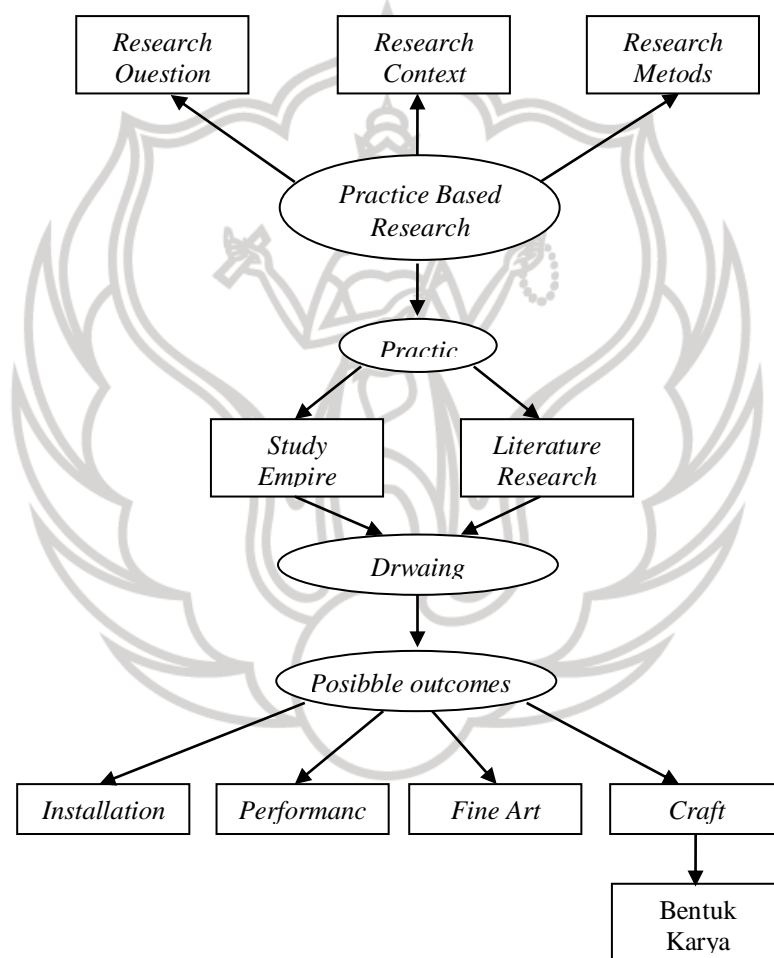 Research
Question
Research
Context
Research
Metods
Practice Based
Research
Practic
Study
Empire
Literature
Research
Drwaing
Posibble outcomes
Installation
Performanc
Fine Art
Craft
Bentuk
Karya